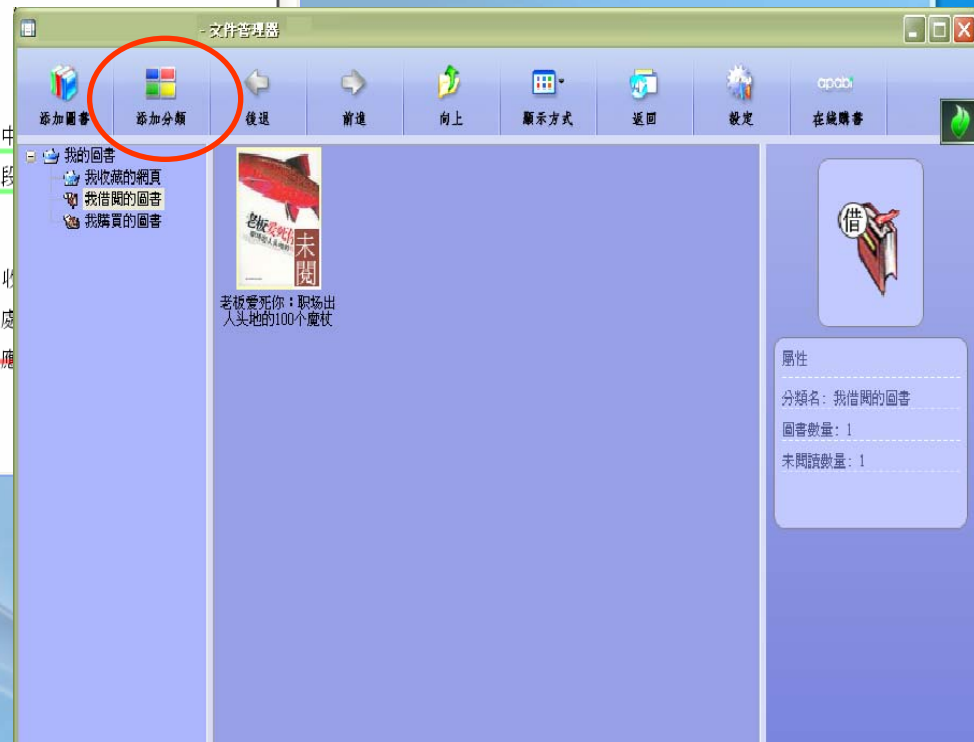 - 文件管理器
添加圖書
添加分類
後退
前進
向上
顯示方式
返回
設定
apabi
在綫購書
中
段
收
處
應
我的圖書
我收藏的網頁
我借閱的圖書
我購買的圖書
老板爱死你
未閱
老板爱死你：职场出
人头地的100个魔杖
借
屬性
分類名：我借閱的圖書
圖書數量：1
未閱讀數量：1